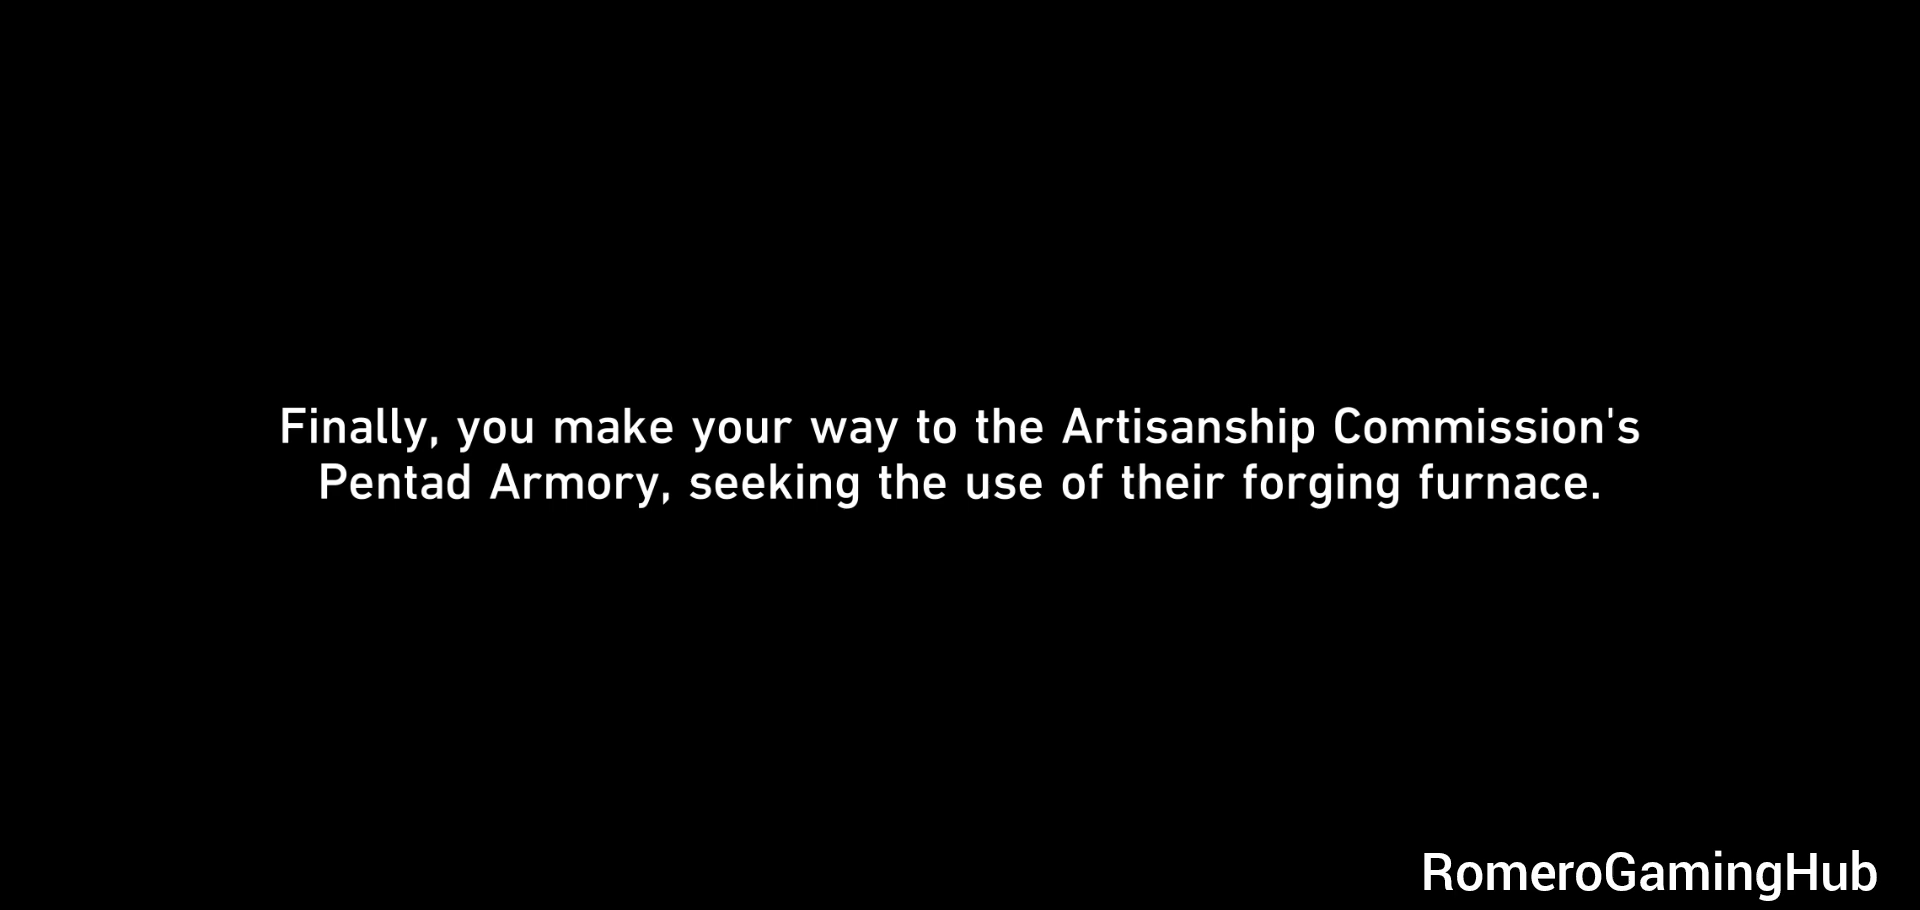 Finally, you make your way to the Artisanship Commission's
Pentad Armory, seeking the use of their forging furnace.
RomeroGamingHub